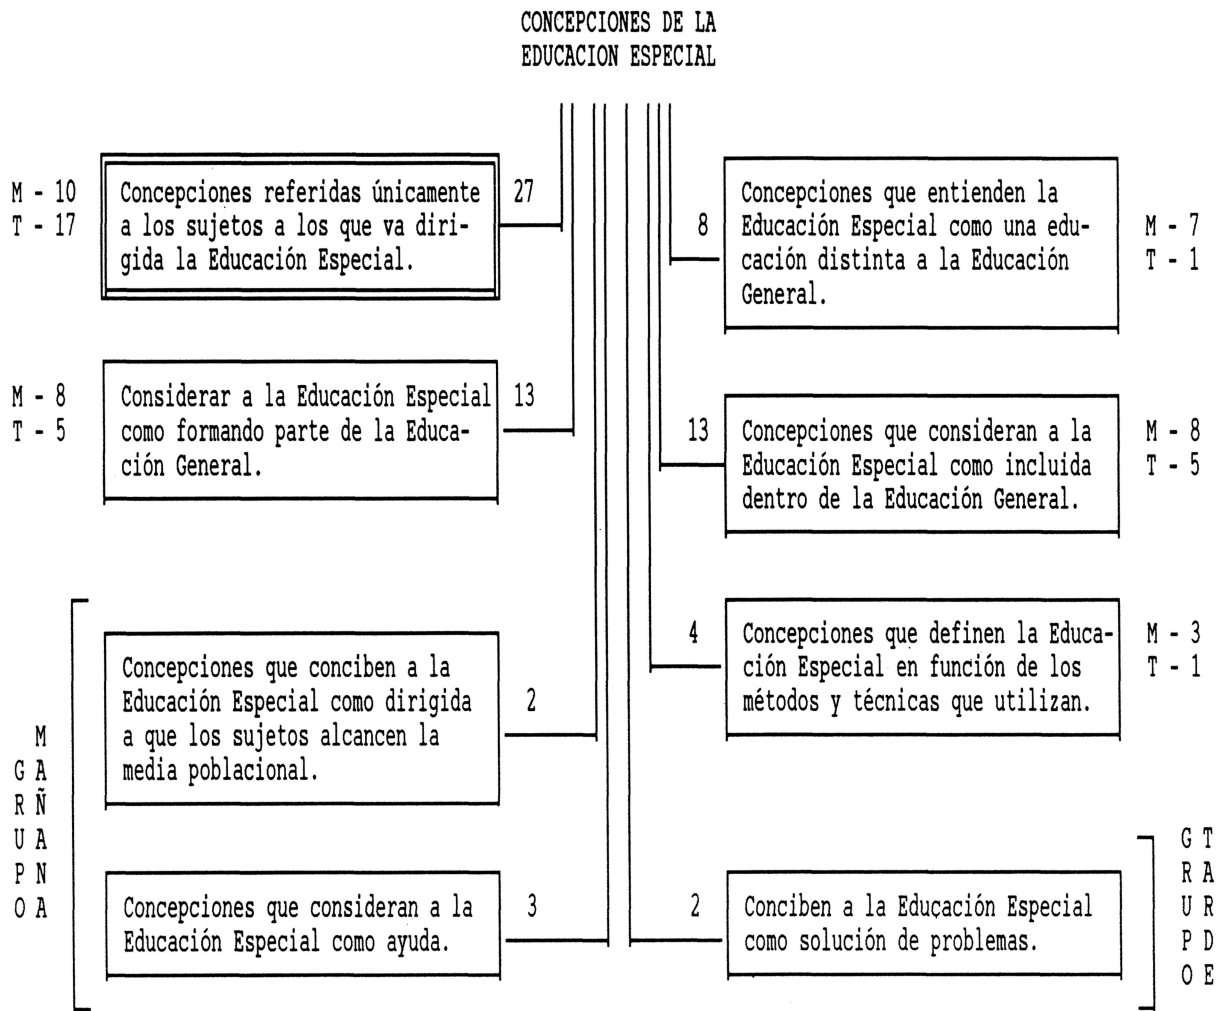 CONCEPCIONES DE LA
EDUCACION ESPECIAL
M - 10
T - 17
Concepciones referidas únicamente
a los sujetos a los que va diri-
gida la Educación Especial.
27
8
Concepciones que entienden la
Educación Especial como una edu-
cación distinta a la Educación
General.
M - 7
T - 1
M - 8
T - 5
Considerar a la Educación Especial
como formando parte de la Educa-
ción General.
13
13
Concepciones que consideran a la
Educación Especial como incluida
dentro de la Educación General.
M - 8
T - 5
4
Concepciones que definen la Educa-
ción Especial en función de los
métodos y técnicas que utilizan.
M - 3
T - 1
GRUPO
MAÑANA
Concepciones que conciben a la
Educación Especial como dirigida
a que los sujetos alcancen la
media poblacional.
2
Concepciones que consideran a la
Educación Especial como ayuda.
3
2
Conciben a la Educación Especial
como solución de problemas.
GRUPO
TARDE